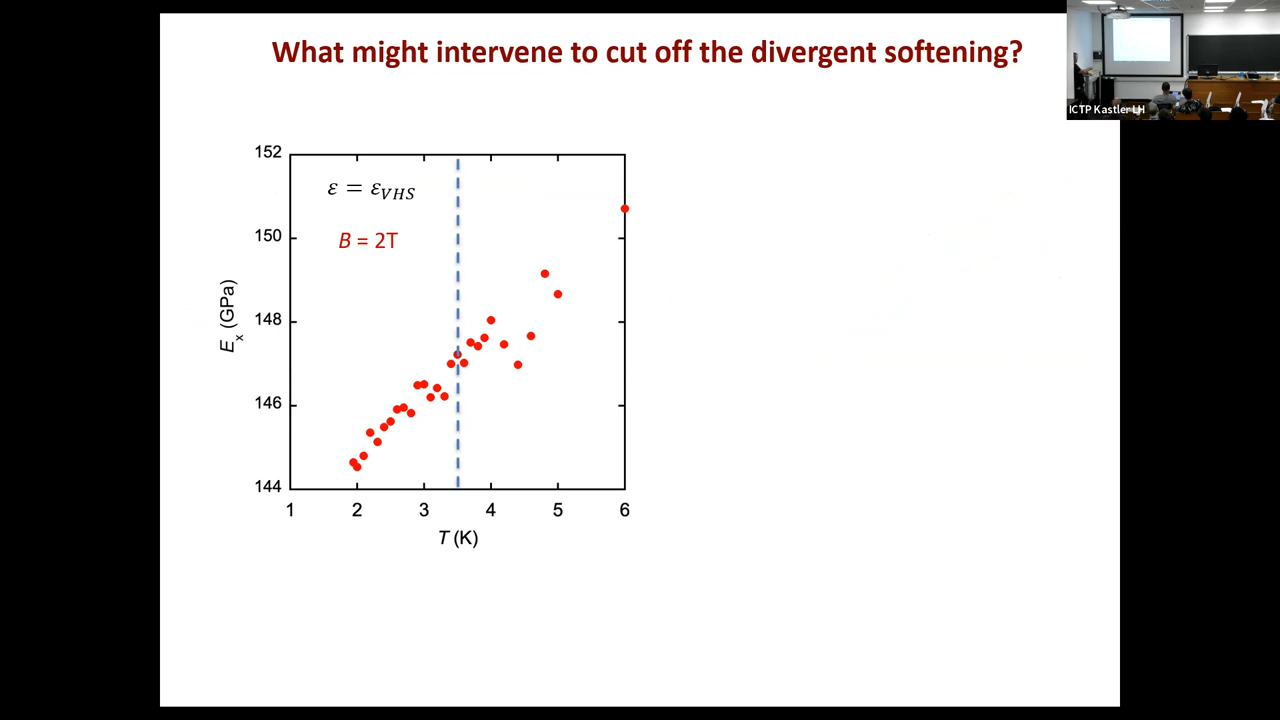 What might intervene to cut off the divergent softening?
ICTP Kastler LH
152
150
148
146
144
ε = ε_VHS
B = 2T
E_x (GPa)
1 2 3 4 5 6
T (K)